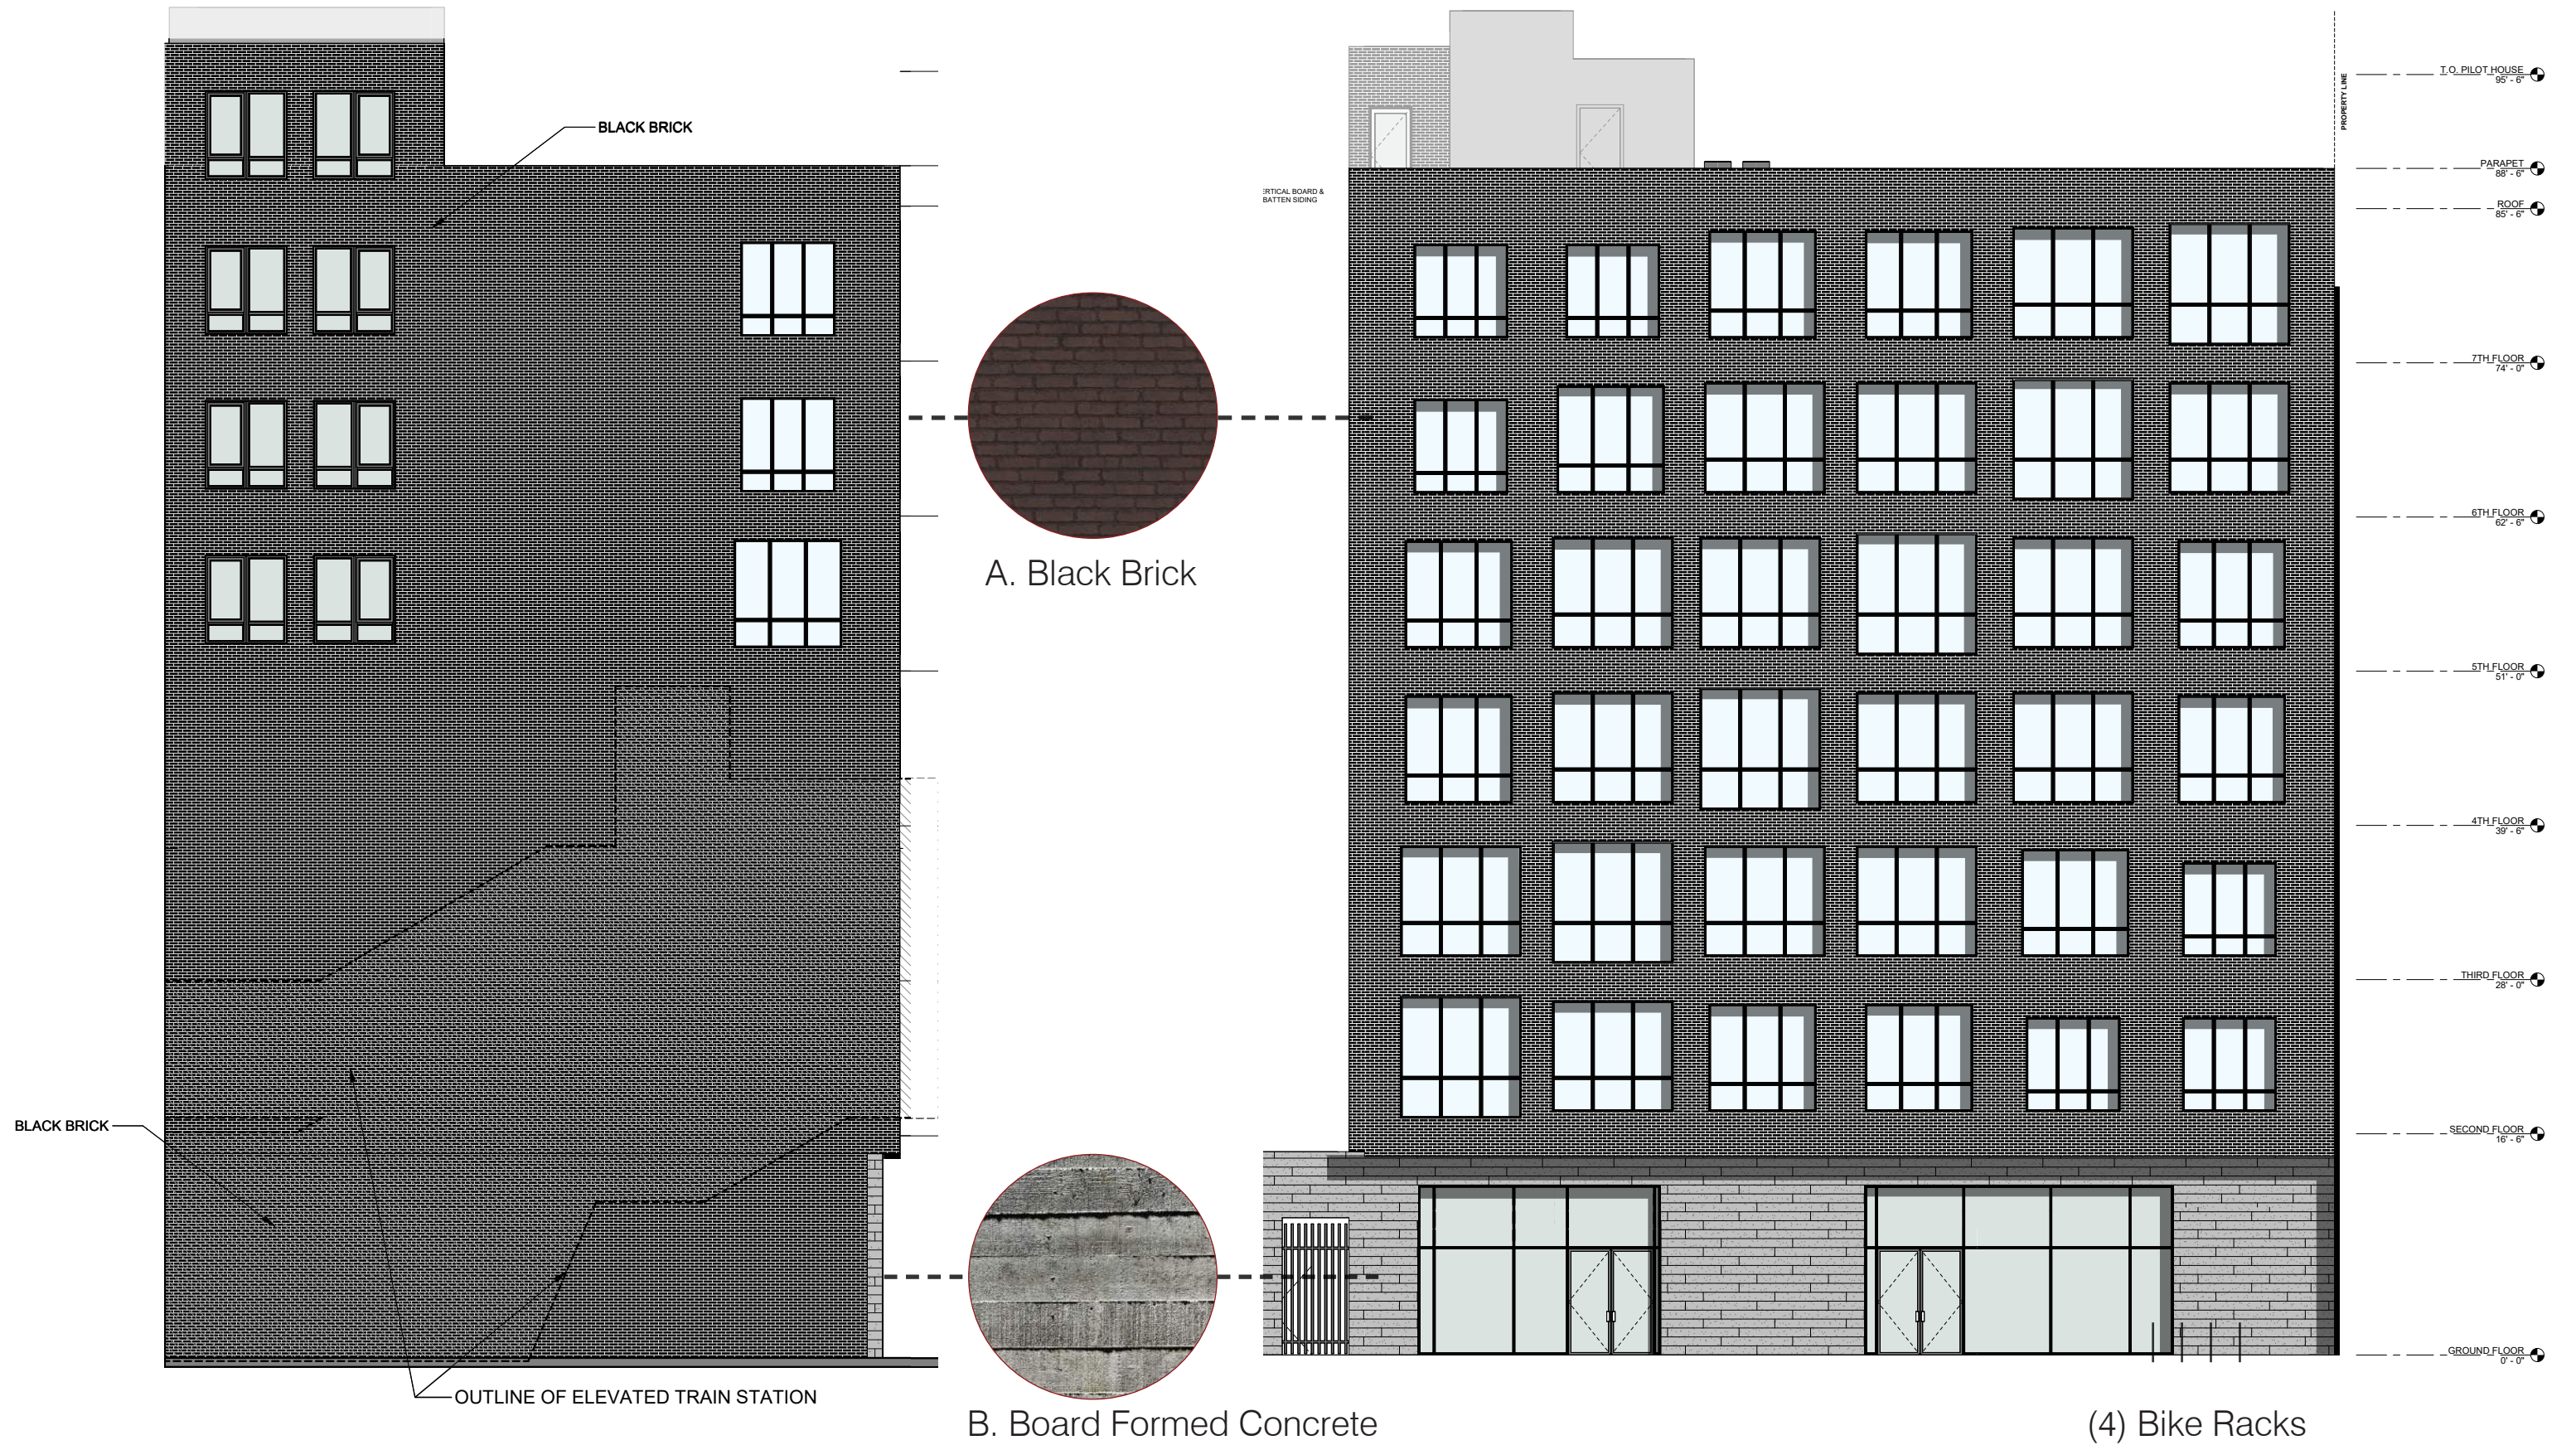 BLACK BRICK
BLACK BRICK
OUTLINE OF ELEVATED TRAIN STATION
A. Black Brick
B. Board Formed Concrete
ERTICAL BOARD &
BATTEN SIDING
PROPERTY LINE
T.O. PILOT HOUSE
95' - 6"
PARAPET
88' - 6"
ROOF
85' - 6"
7TH FLOOR
74' - 0"
6TH FLOOR
62' - 6"
5TH FLOOR
51' - 0"
4TH FLOOR
39' - 6"
THIRD FLOOR
28' - 0"
SECOND FLOOR
16' - 6"
GROUND FLOOR
0' - 0"
(4) Bike Racks